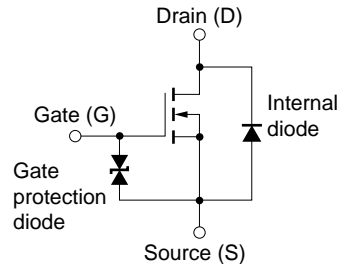 Drain (D)
Gate (G)
Internal
diode
Gate
protection
diode
Source (S)